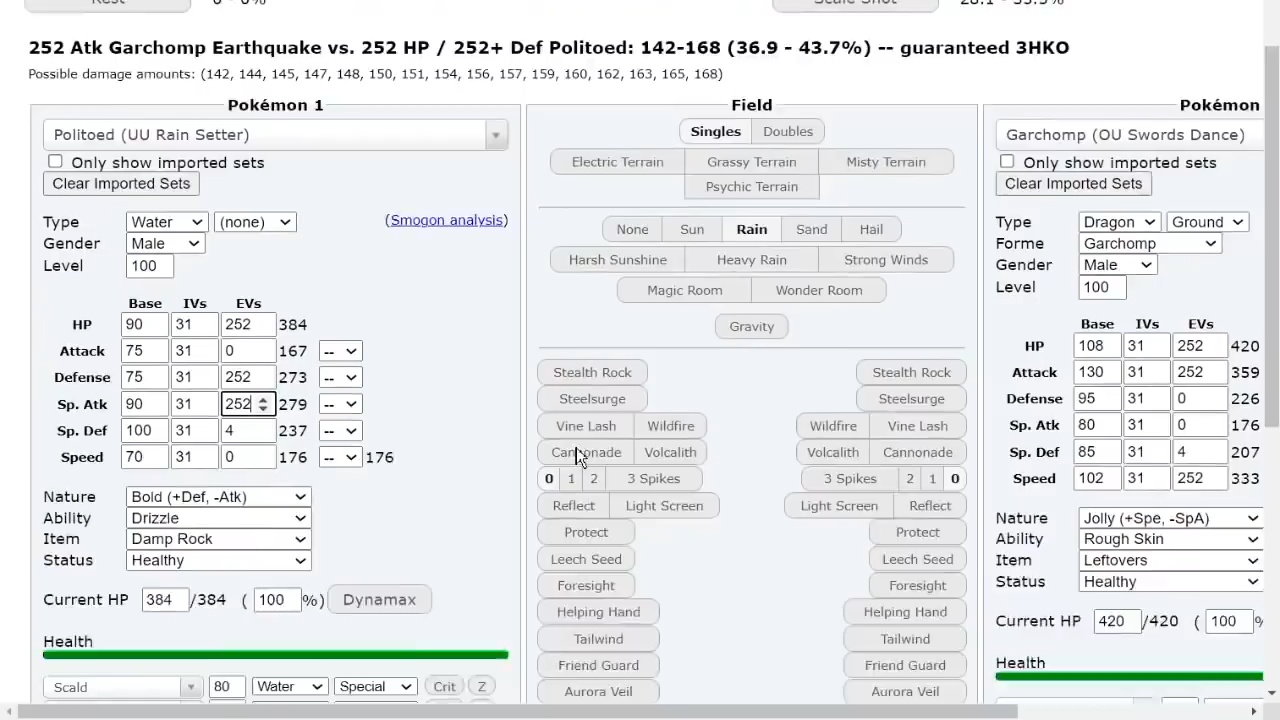 Rest 0 - 0% Scale Shot 28.1 - 33.5%
252 Atk Garchomp Earthquake vs. 252 HP / 252+ Def Politoed: 142-168 (36.9 - 43.7%) -- guaranteed 3HKO
Possible damage amounts: (142, 144, 145, 147, 148, 150, 151, 154, 156, 157, 159, 160, 162, 163, 165, 168)
Pokémon 1
Politoed (UU Rain Setter)
Only show imported sets
Clear Imported Sets
Type Water (none) (Smogon analysis)
Gender Male
Level 100
Base IVs EVs
HP 90 31 252 384
Attack 75 31 0 167 --
Defense 75 31 252 273 --
Sp. Atk 90 31 252 279 --
Sp. Def 100 31 4 237 --
Speed 70 31 0 176 -- 176
Nature Bold (+Def, -Atk)
Ability Drizzle
Item Damp Rock
Status Healthy
Current HP 384 /384 ( 100 %) Dynamax
Health
Scald 80 Water Special Crit Z
Field
Singles Doubles
Electric Terrain Grassy Terrain Misty Terrain
Psychic Terrain
None Sun Rain Sand Hail
Harsh Sunshine Heavy Rain Strong Winds
Magic Room Wonder Room
Gravity
Stealth Rock Stealth Rock
Steelsurge Steelsurge
Vine Lash Wildfire Wildfire Vine Lash
Cannonade Volcalith Volcalith Cannonade
0 1 2 3 Spikes 3 Spikes 2 1 0
Reflect Light Screen Light Screen Reflect
Protect Protect
Leech Seed Leech Seed
Foresight Foresight
Helping Hand Helping Hand
Tailwind Tailwind
Friend Guard Friend Guard
Aurora Veil Aurora Veil
Pokémon
Garchomp (OU Swords Dance)
Only show imported sets
Clear Imported Sets
Type Dragon Ground
Forme Garchomp
Gender Male
Level 100
Base IVs EVs
HP 108 31 252 420
Attack 130 31 252 359
Defense 95 31 0 226
Sp. Atk 80 31 0 176
Sp. Def 85 31 4 207
Speed 102 31 252 333
Nature Jolly (+Spe, -SpA)
Ability Rough Skin
Item Leftovers
Status Healthy
Current HP 420 /420 ( 100 %
Health